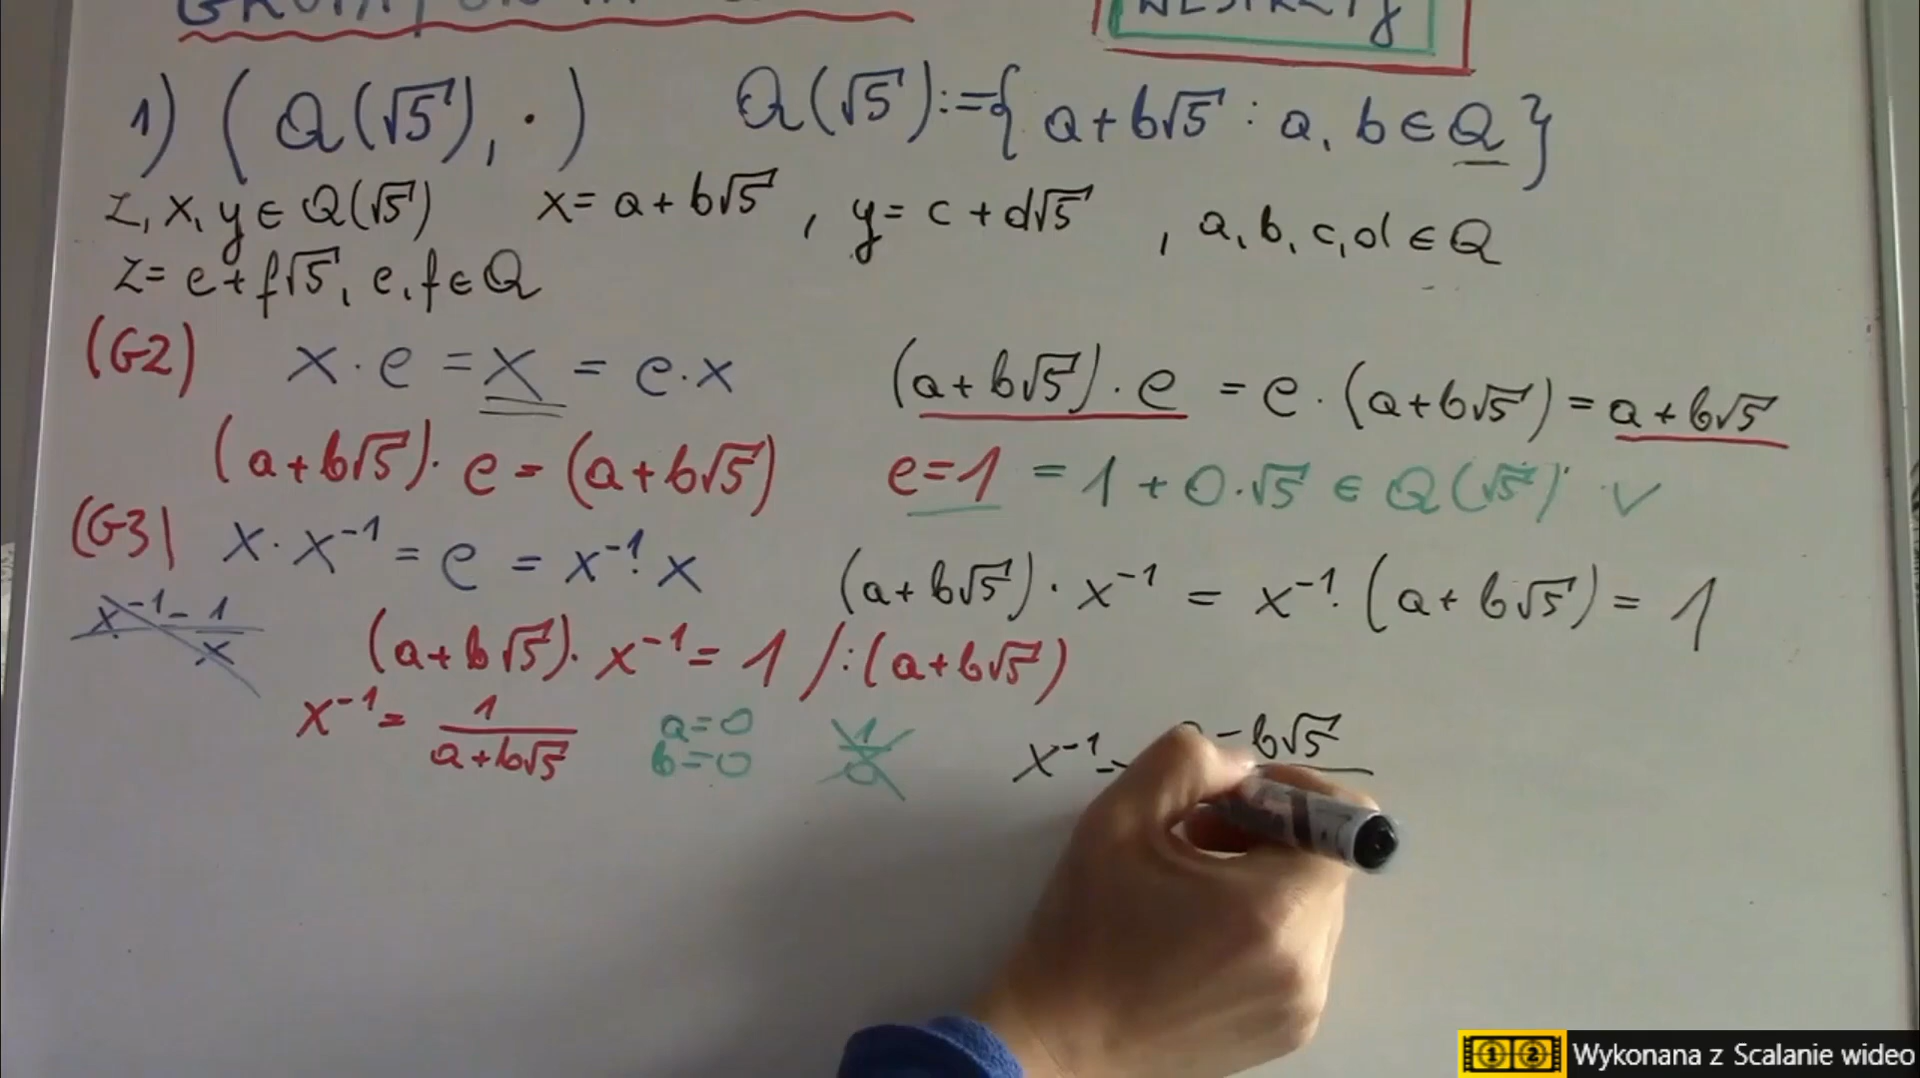 1) (Q(√5), ·) Q(√5):={a+b√5 : a, b ∈ Q}
z, x, y ∈ Q(√5) x = a + b√5 , y = c + d√5 , a, b, c, d ∈ Q
z = e + f√5, e, f ∈ Q
(G2) x · e = x = e · x (a + b√5) · e = e · (a + b√5) = a + b√5
(a + b√5) · e = (a + b√5) e = 1 = 1 + 0·√5 ∈ Q(√5) ✓
(G3) x · x⁻¹ = e = x⁻¹ · x (a + b√5) · x⁻¹ = x⁻¹ · (a + b√5) = 1
x⁻¹ = 1/x (a + b√5) · x⁻¹ = 1 /:(a + b√5)
x⁻¹ = 1/(a + b√5) a = 0 1/0 x⁻¹ = - b√5
b = 0
1 2 Wykonana z Scalanie wideo